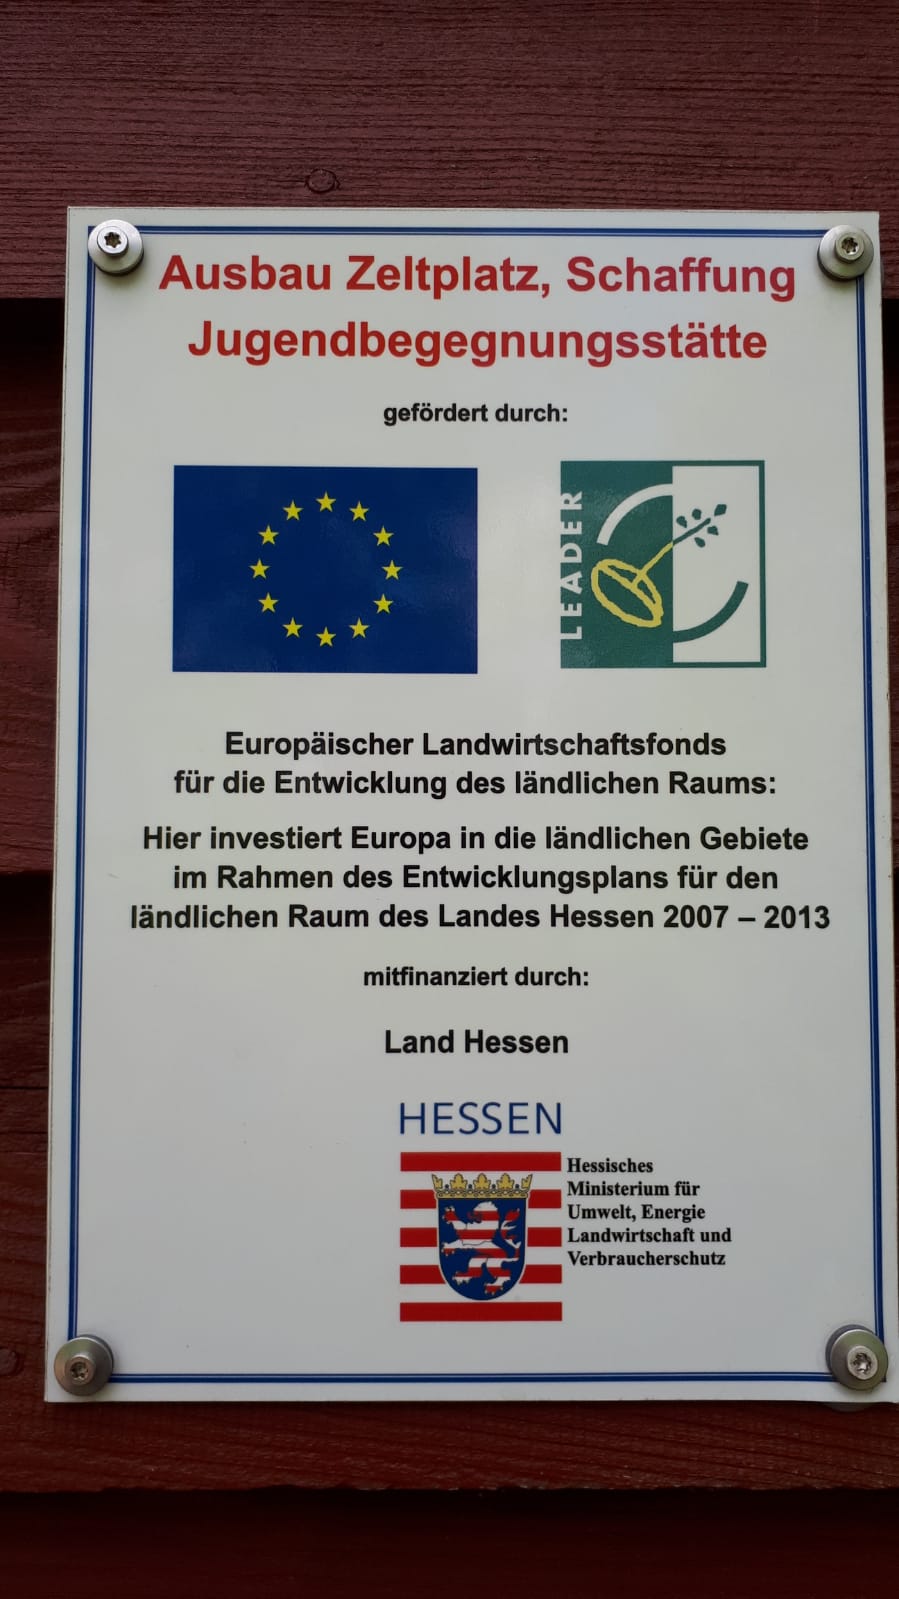 Ausbau Zeltplatz, Schaffung
Jugendbegegnungsstätte
gefördert durch:
LEADER
Europäischer Landwirtschaftsfonds
für die Entwicklung des ländlichen Raums:
Hier investiert Europa in die ländlichen Gebiete
im Rahmen des Entwicklungsplans für den
ländlichen Raum des Landes Hessen 2007 – 2013
mitfinanziert durch:
Land Hessen
HESSEN
Hessisches
Ministerium für
Umwelt, Energie
Landwirtschaft und
Verbraucherschutz